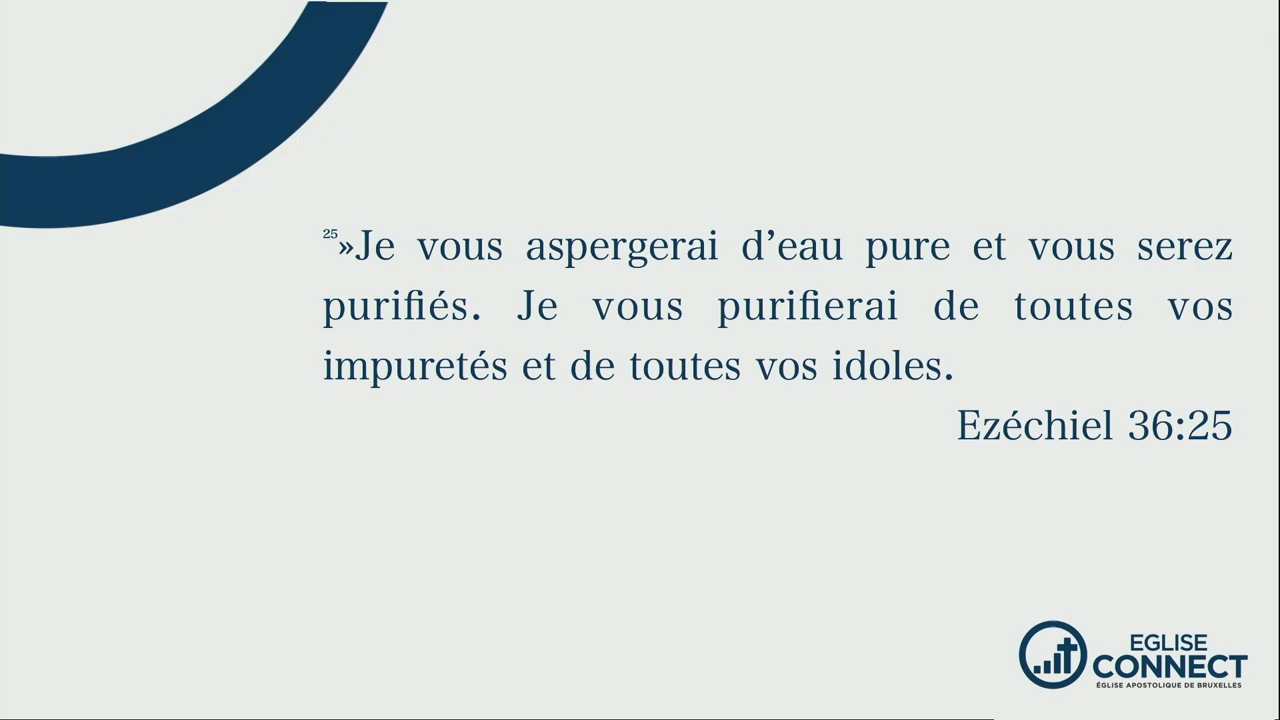 25»Je vous aspergerai d’eau pure et vous serez
purifiés. Je vous purifierai de toutes vos
impuretés et de toutes vos idoles.
Ezéchiel 36:25
EGLISE
CONNECT
ÉGLISE APOSTOLIQUE DE BRUXELLES